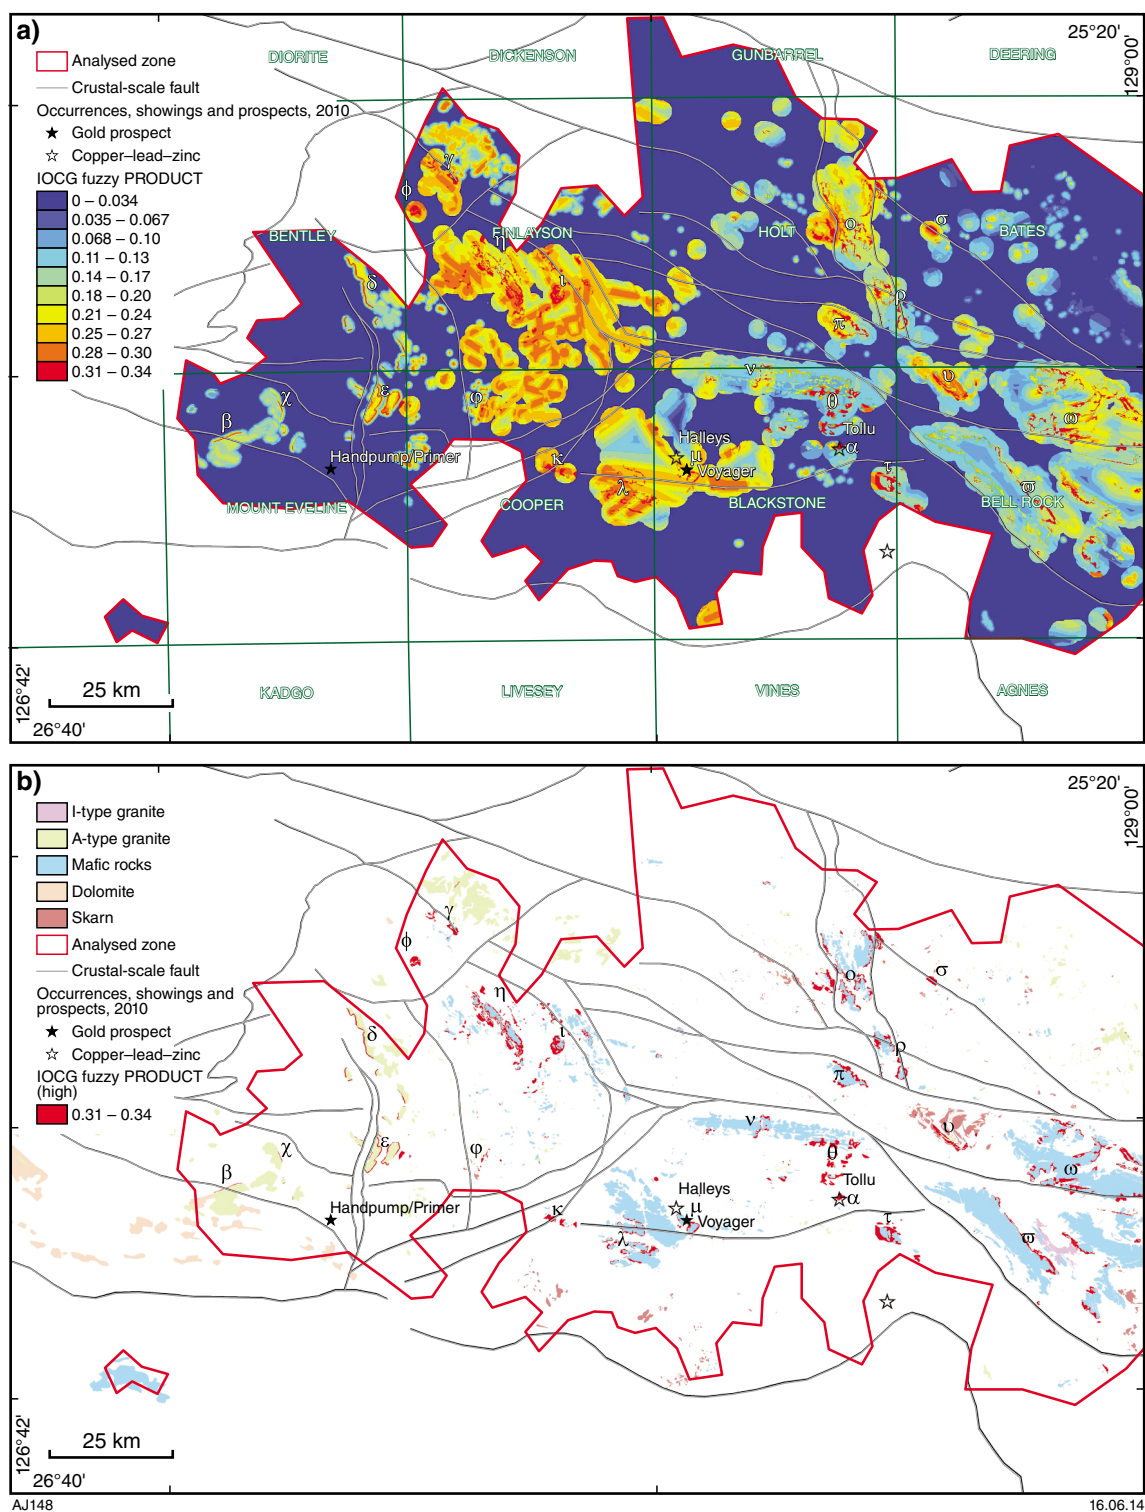 a)
25°20'
129°00'
Analysed zone
Crustal-scale fault
Occurrences, showings and prospects, 2010
Gold prospect
Copper–lead–zinc
IOCG fuzzy PRODUCT
0 – 0.034
0.035 – 0.067
0.068 – 0.10
0.11 – 0.13
0.14 – 0.17
0.18 – 0.20
0.21 – 0.24
0.25 – 0.27
0.28 – 0.30
0.31 – 0.34
DIORITE
DICKENSON
GUNBARREL
DEERING
γ
ϕ
BENTLEY
FINLAYSON
HOLT
BATES
η
ο
σ
δ
ι
ρ
π
ν
υ
χ
ε
φ
θ
β
ω
Handpump/Primer
κ
Halleys
μ
Voyager
Tollu
α
λ
τ
ϖ
MOUNT EVELINE
COOPER
BLACKSTONE
BELL ROCK
KADGO
LIVESEY
VINES
AGNES
126°42'
25 km
26°40'
b)
25°20'
129°00'
I-type granite
A-type granite
Mafic rocks
Dolomite
Skarn
Analysed zone
Crustal-scale fault
Occurrences, showings and
prospects, 2010
Gold prospect
Copper–lead–zinc
IOCG fuzzy PRODUCT
(high)
0.31 – 0.34
γ
ϕ
η
ο
σ
δ
ι
ρ
π
ν
υ
χ
ε
φ
θ
β
ω
Handpump/Primer
κ
Halleys
μ
Voyager
Tollu
α
λ
τ
ϖ
126°42'
25 km
26°40'
AJ148
16.06.14